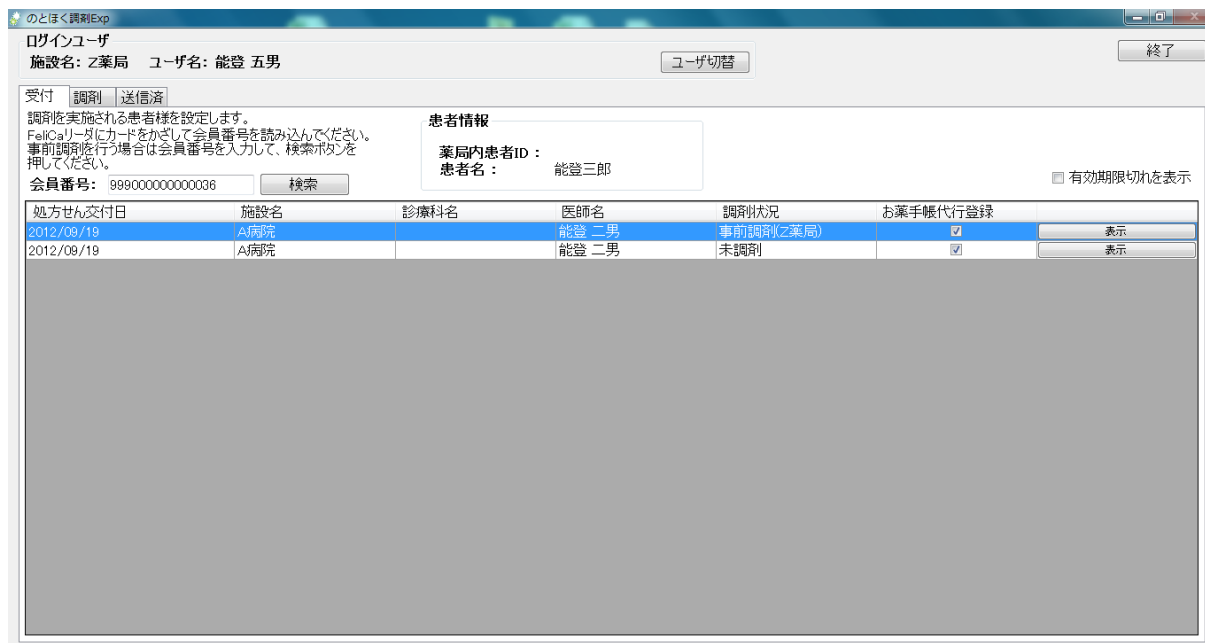 のとほく調剤Exp
ログインユーザ
施設名: Z薬局 ユーザ名: 能登 五男
ユーザ切替
終了
受付 調剤 送信済
調剤を実施される患者様を設定します。
FeliCaリーダにカードをかざして会員番号を読み込んでください。
事前調剤を行う場合は会員番号を入力して、検索ボタンを
押してください。
会員番号: 999000000000036 検索
患者情報
薬局内患者ID :
患者名 : 能登三郎
有効期限切れを表示
処方せん交付日 施設名 診療科名 医師名 調剤状況 お薬手帳代行登録
2012/09/19 A病院 能登 二男 事前調剤(Z薬局) 表示
2012/09/19 A病院 能登 二男 未調剤 表示